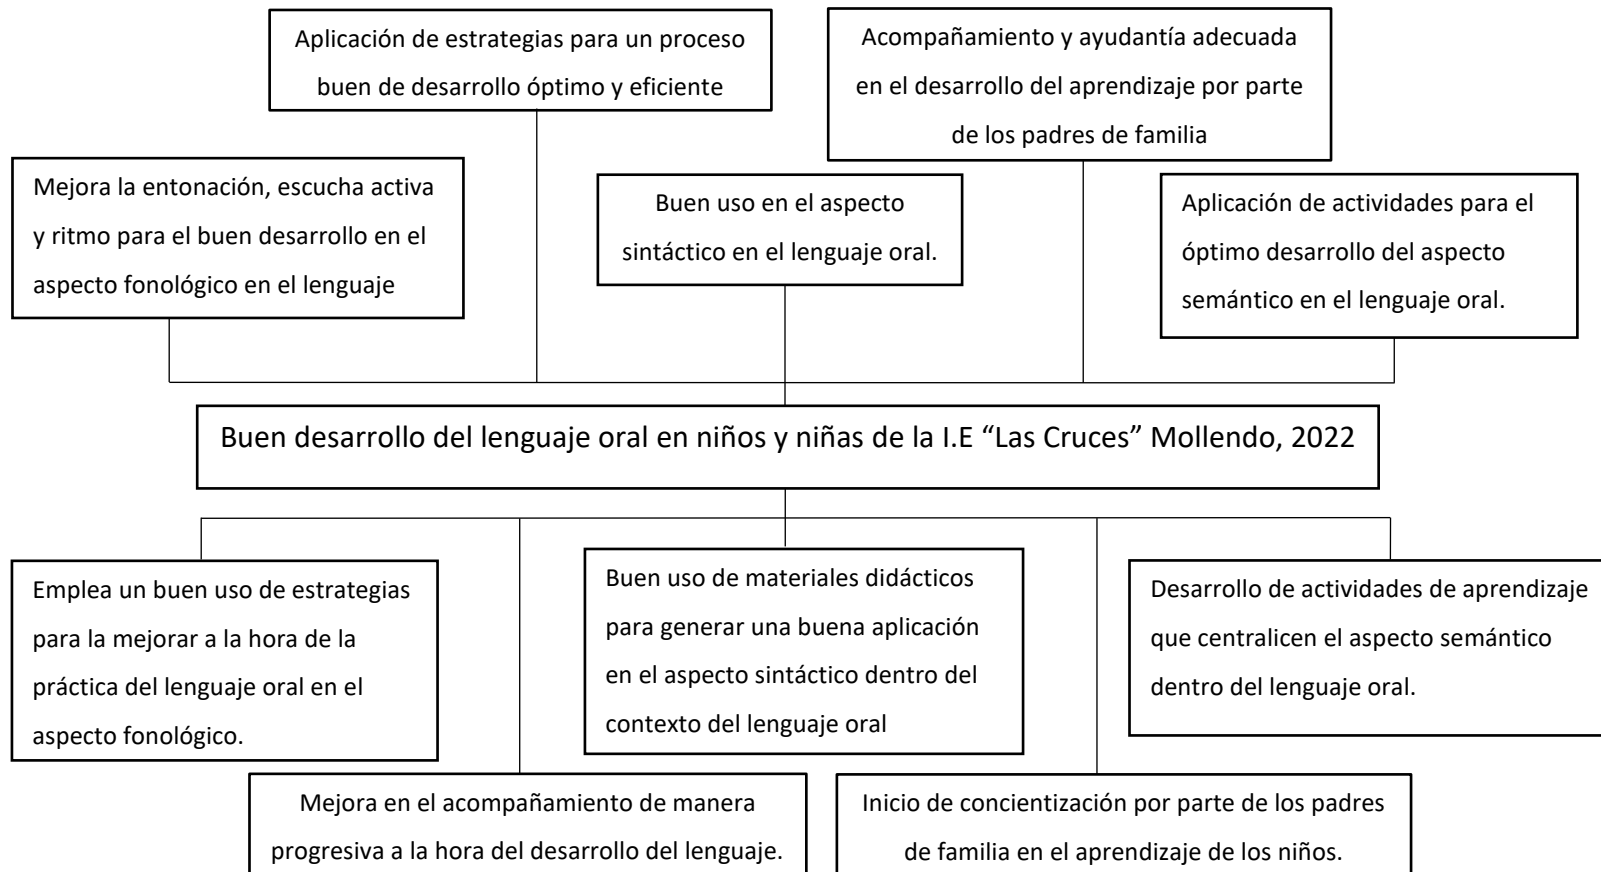 Aplicación de estrategias para un proceso
buen de desarrollo óptimo y eficiente
Acompañamiento y ayudantía adecuada
en el desarrollo del aprendizaje por parte
de los padres de familia
Mejora la entonación, escucha activa
y ritmo para el buen desarrollo en el
aspecto fonológico en el lenguaje
Buen uso en el aspecto
sintáctico en el lenguaje oral.
Aplicación de actividades para el
óptimo desarrollo del aspecto
semántico en el lenguaje oral.
Buen desarrollo del lenguaje oral en niños y niñas de la I.E “Las Cruces” Mollendo, 2022
Emplea un buen uso de estrategias
para la mejorar a la hora de la
práctica del lenguaje oral en el
aspecto fonológico.
Buen uso de materiales didácticos
para generar una buena aplicación
en el aspecto sintáctico dentro del
contexto del lenguaje oral
Desarrollo de actividades de aprendizaje
que centralicen el aspecto semántico
dentro del lenguaje oral.
Mejora en el acompañamiento de manera
progresiva a la hora del desarrollo del lenguaje.
Inicio de concientización por parte de los padres
de familia en el aprendizaje de los niños.